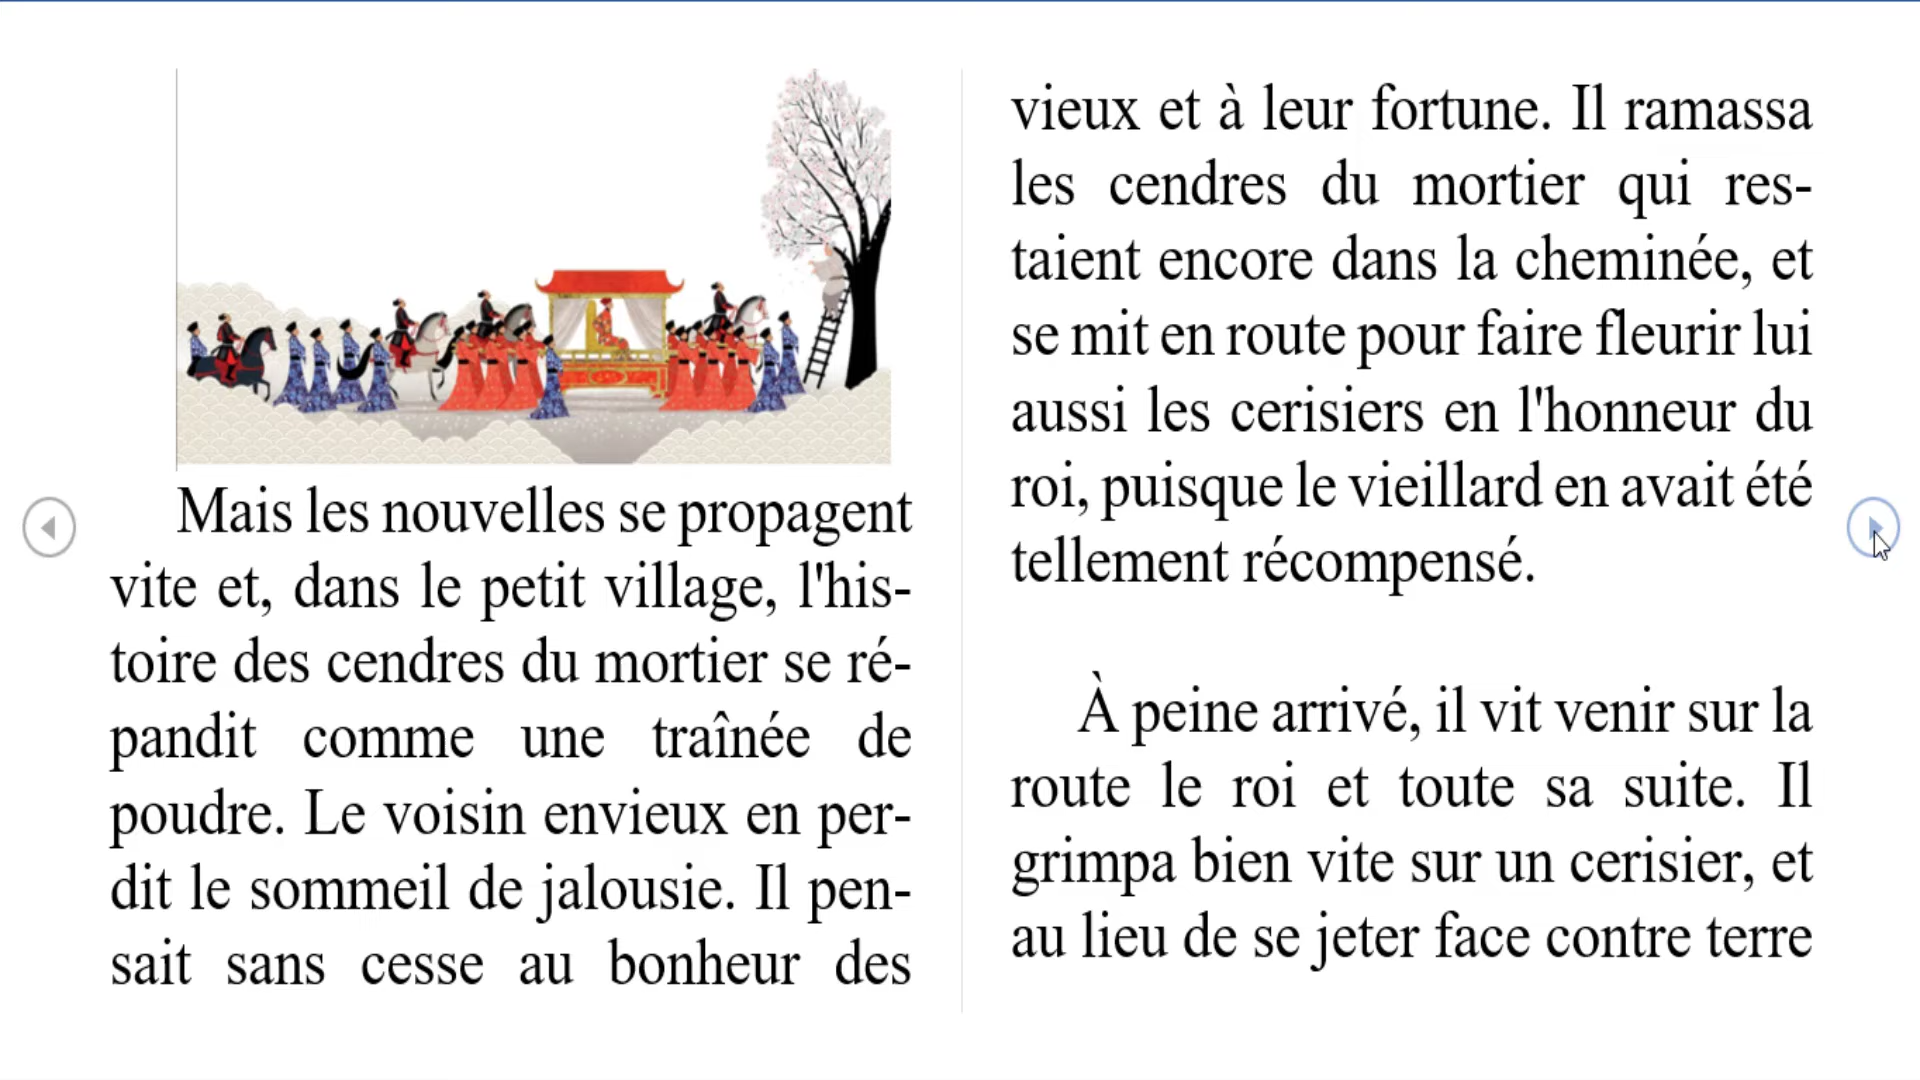 Mais les nouvelles se propagent
vite et, dans le petit village, l'his-
toire des cendres du mortier se ré-
pandit comme une traînée de
poudre. Le voisin envieux en per-
dit le sommeil de jalousie. Il pen-
sait sans cesse au bonheur des
vieux et à leur fortune. Il ramassa
les cendres du mortier qui res-
taient encore dans la cheminée, et
se mit en route pour faire fleurir lui
aussi les cerisiers en l'honneur du
roi, puisque le vieillard en avait été
tellement récompensé.
À peine arrivé, il vit venir sur la
route le roi et toute sa suite. Il
grimpa bien vite sur un cerisier, et
au lieu de se jeter face contre terre